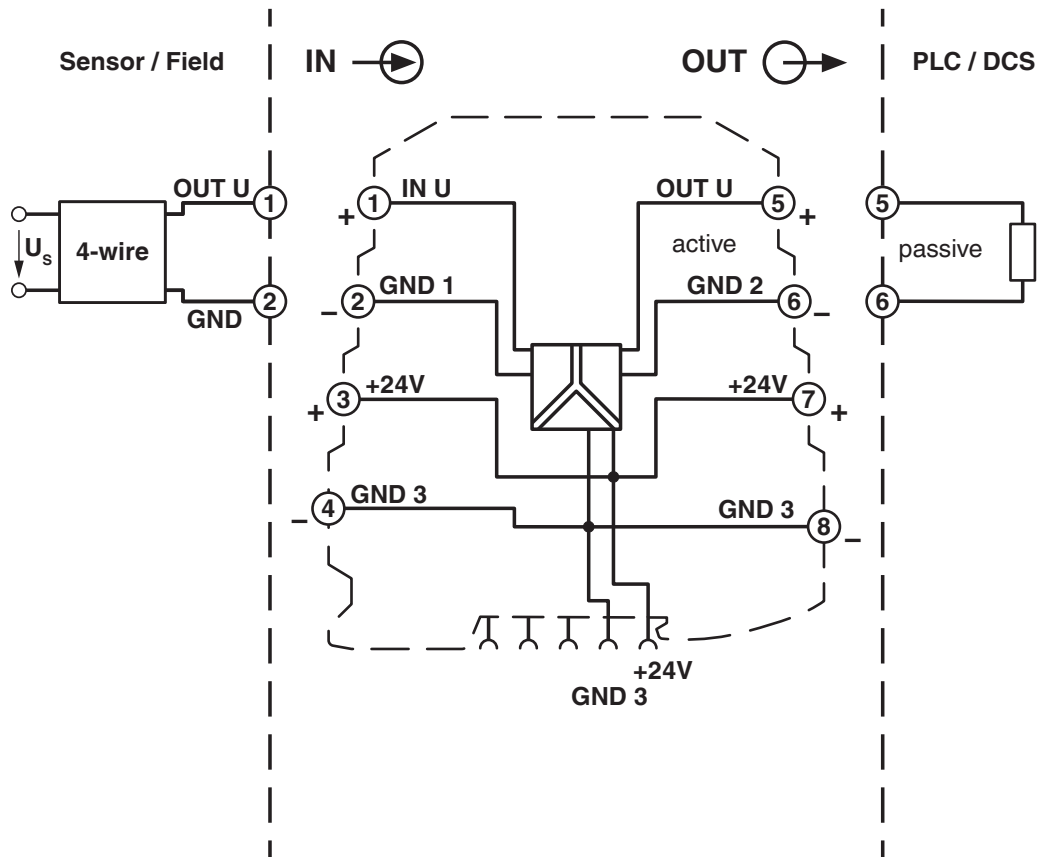 Sensor / Field
IN
OUT
PLC / DCS
OUT U
1
+
1
IN U
OUT U
5
+
5
Us
4-wire
active
passive
GND
2
−
2
GND 1
GND 2
6
−
6
+
3
+24V
+24V
7
+
−
4
GND 3
GND 3
8
−
+24V
GND 3